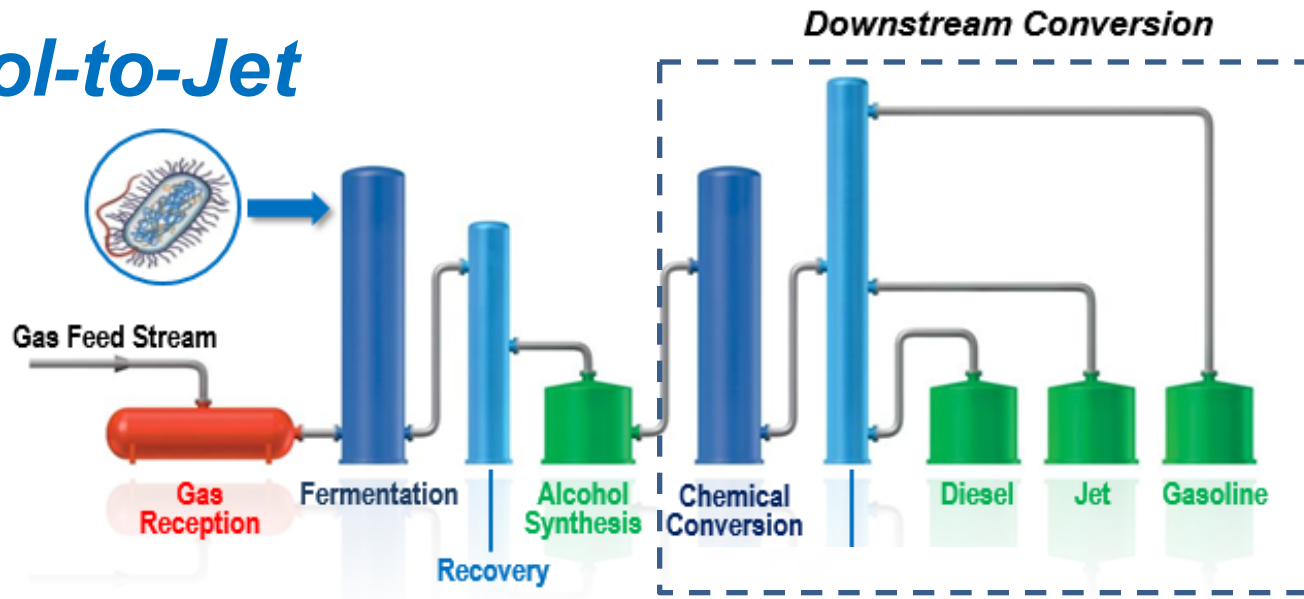 Downstream Conversion
ol-to-Jet
Gas Feed Stream
Gas
Reception
Fermentation
Recovery
Alcohol
Synthesis
Chemical
Conversion
Diesel
Jet
Gasoline